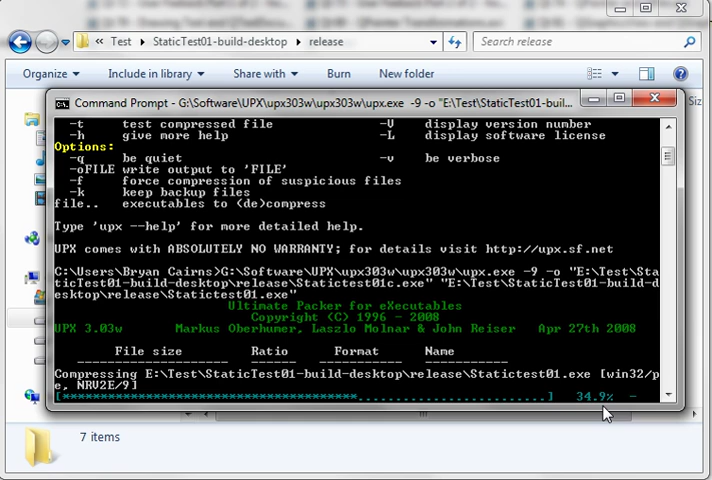 « Test ▸ StaticTest01-build-desktop ▸ release
Search release
Organize
Include in library
Share with
Burn
New folder
Command Prompt - G:\Software\UPX\upx303w\upx303w\upx.exe -9 -o "E:\Test\StaticTest01-buil...
-t test compressed file -V display version number
-h give more help -L display software license
Options:
-q be quiet -v be verbose
-oFILE write output to 'FILE'
-f force compression of suspicious files
-k keep backup files
file.. executables to (de)compress
Type 'upx --help' for more detailed help.
UPX comes with ABSOLUTELY NO WARRANTY; for details visit http://upx.sf.net
C:\Users\Bryan Cairns>G:\Software\UPX\upx303w\upx303w\upx.exe -9 -o "E:\Test\Sta
ticTest01-build-desktop\release\Statictest01c.exe" "E:\Test\StaticTest01-build-d
esktop\release\Statictest01.exe"
Ultimate Packer for eXecutables
Copyright (C) 1996 - 2008
UPX 3.03w Markus Oberhumer, Laszlo Molnar & John Reiser Apr 27th 2008
File size Ratio Format Name
Compressing E:\Test\StaticTest01-build-desktop\release\Statictest01.exe [win32/p
e, NRV2E/9]
34.9%
7 items